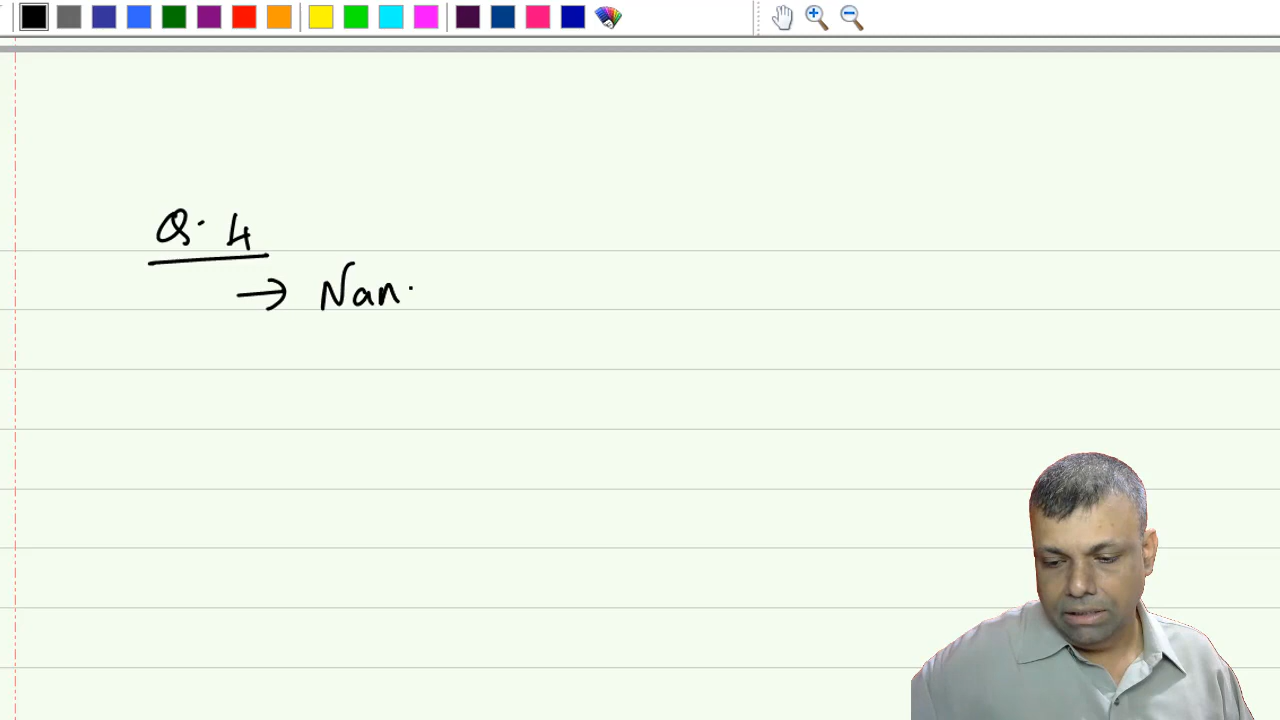 Q. 4
→ Nan.